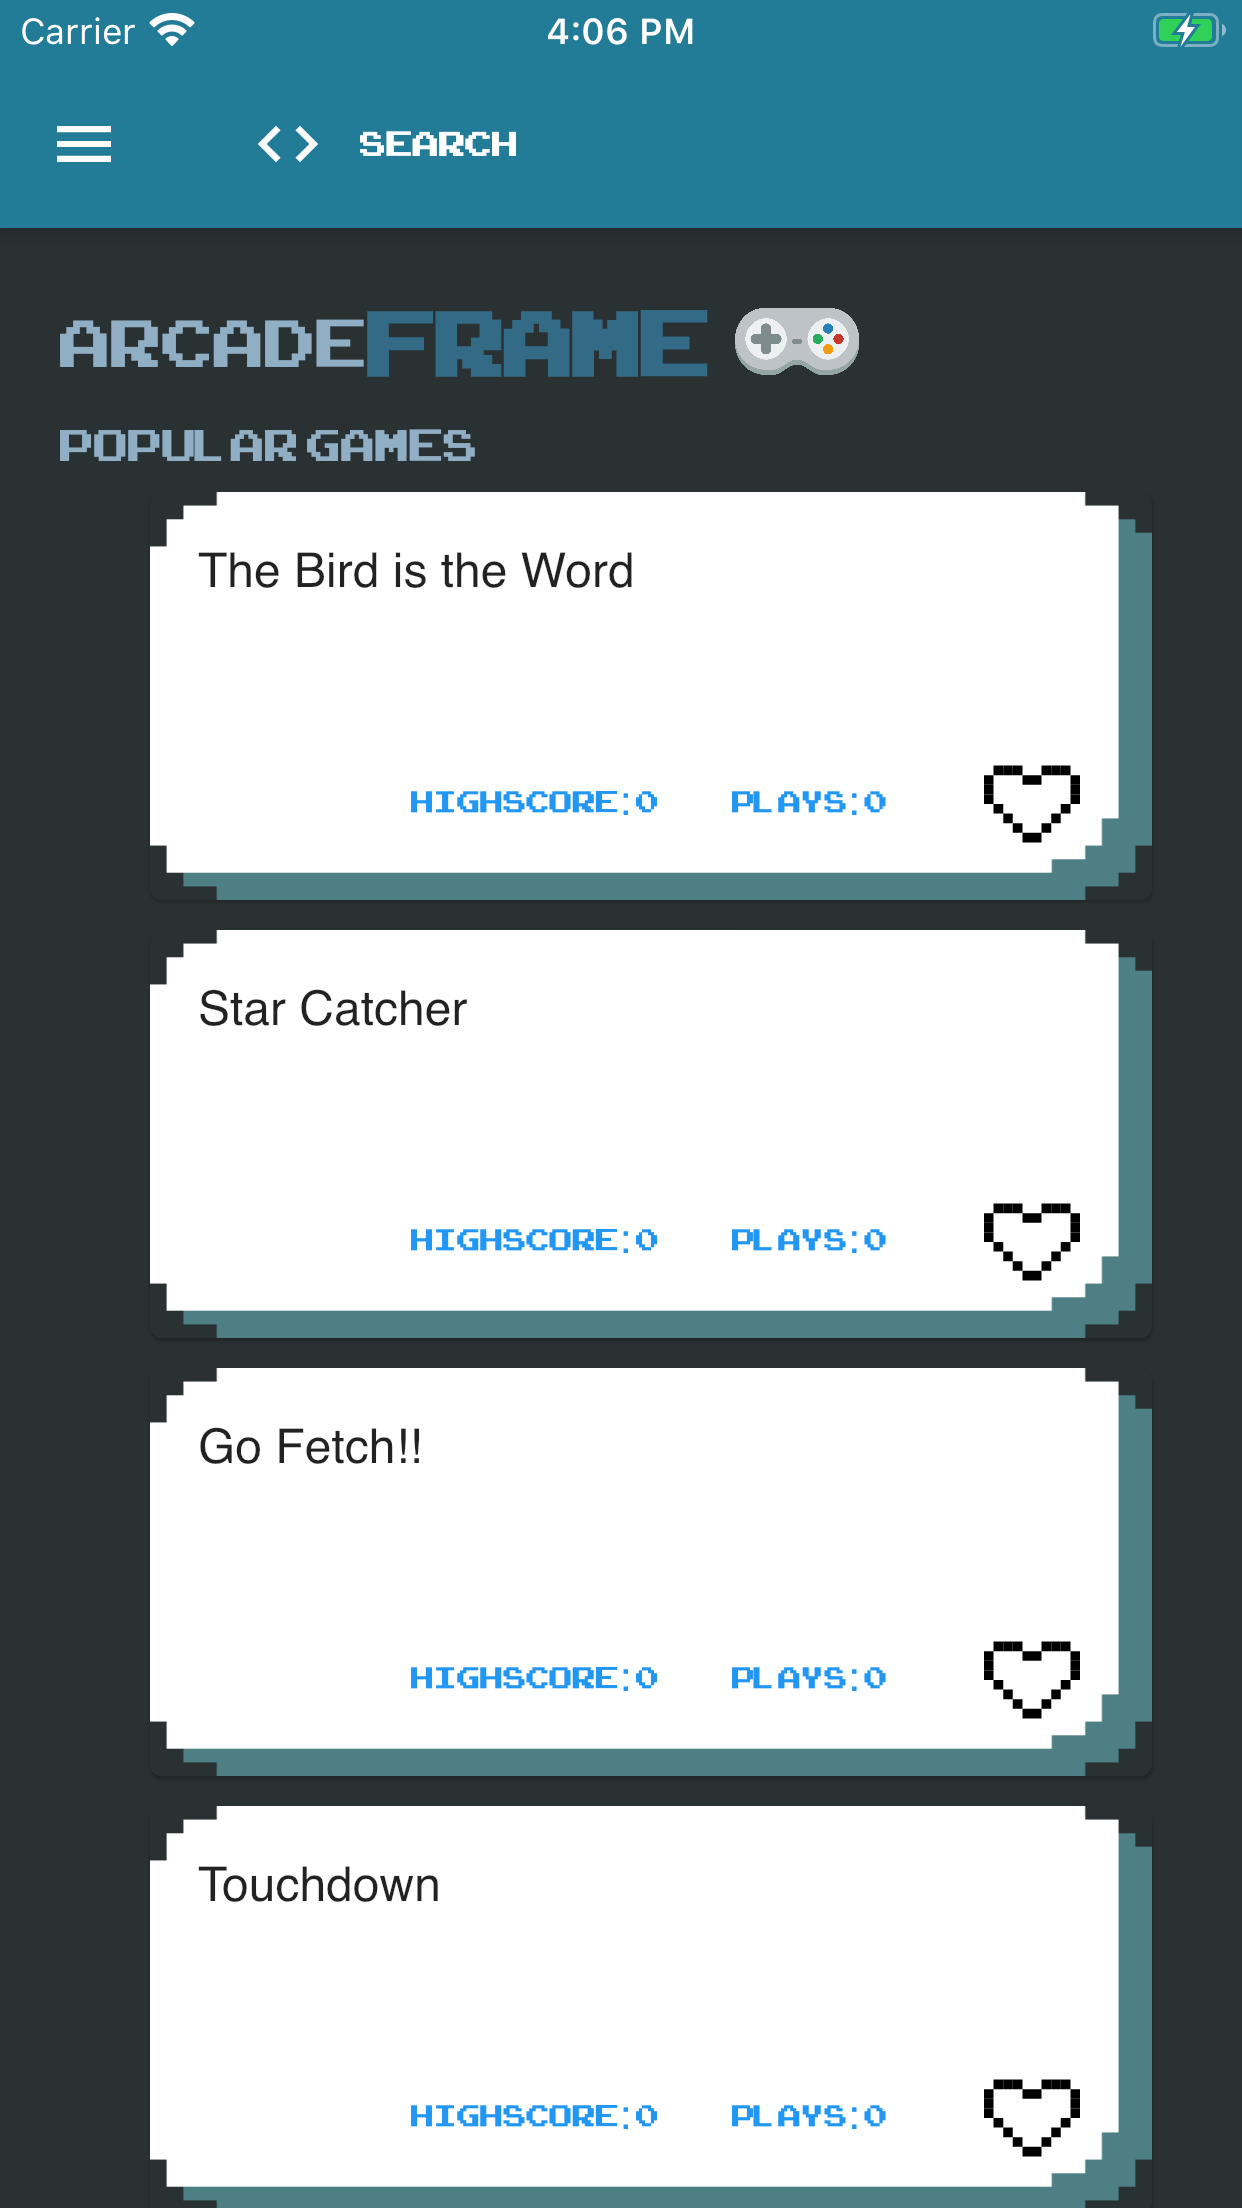 Carrier 4:06 PM
SEARCH
ARCADEFRAME
POPULAR GAMES
The Bird is the Word
HIGHSCORE:0 PLAYS:0
Star Catcher
HIGHSCORE:0 PLAYS:0
Go Fetch!!
HIGHSCORE:0 PLAYS:0
Touchdown
HIGHSCORE:0 PLAYS:0